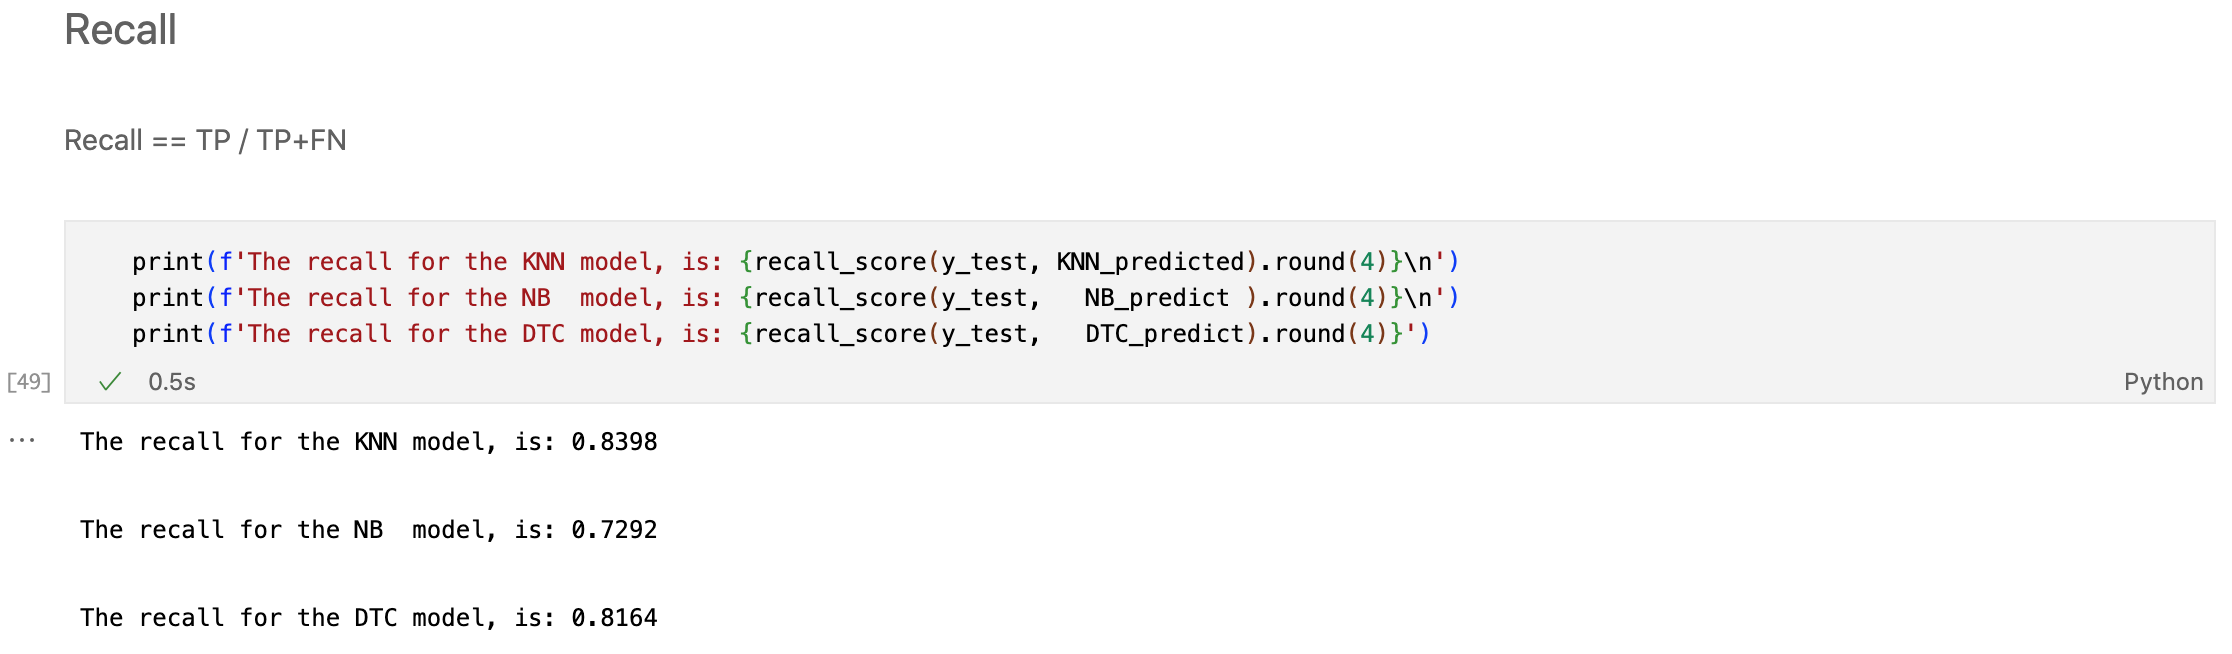 Recall
Recall == TP / TP+FN
print(f'The recall for the KNN model, is: {recall_score(y_test, KNN_predicted).round(4)}\n')
print(f'The recall for the NB  model, is: {recall_score(y_test,   NB_predict ).round(4)}\n')
print(f'The recall for the DTC model, is: {recall_score(y_test,   DTC_predict).round(4)}')
[49] ✓ 0.5s Python
... The recall for the KNN model, is: 0.8398
The recall for the NB  model, is: 0.7292
The recall for the DTC model, is: 0.8164